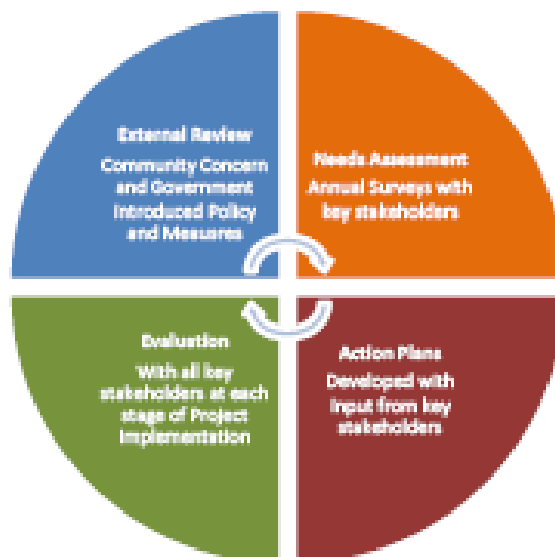 External Review
Community Concern
and Government
Introduced Policy
and Measures
Needs Assessment
Annual Surveys with
key stakeholders
Evaluation
With all key
stakeholders at each
stage of Project
Implementation
Action Plans
Developed with
Input from key
stakeholders